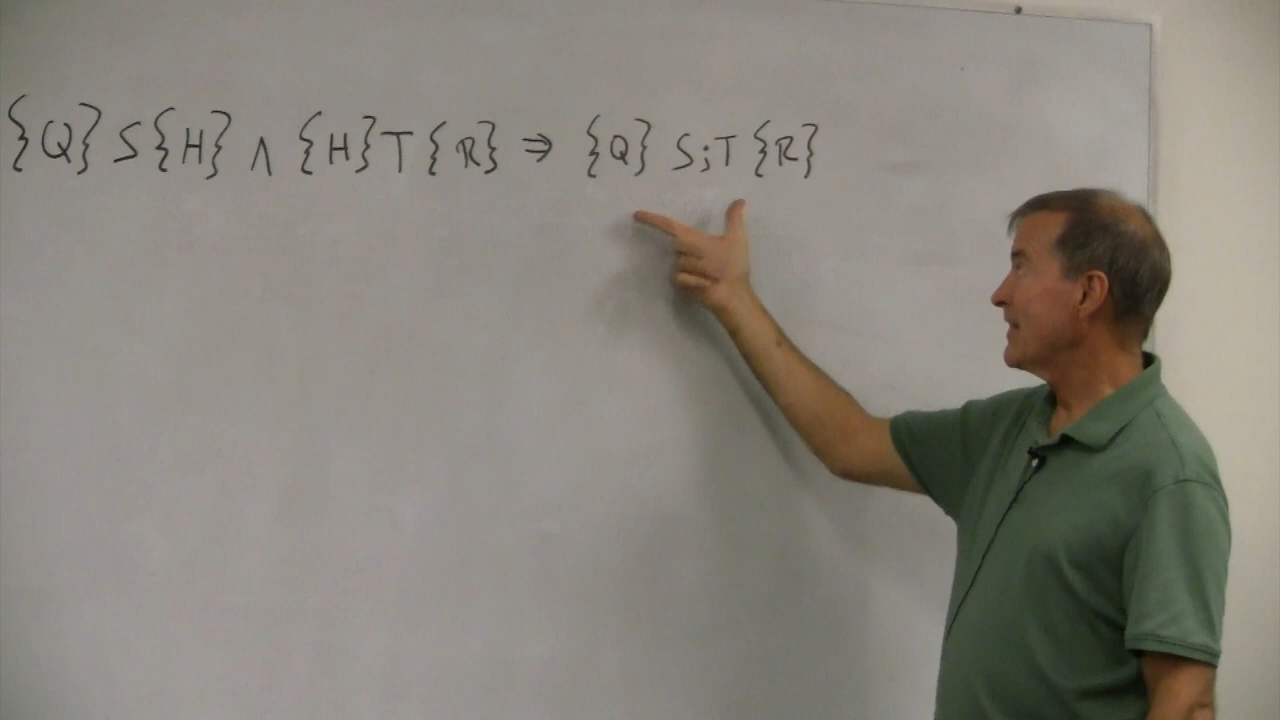 {Q} S {H} ∧ {H} T {R} ⇒ {Q} S;T {R}